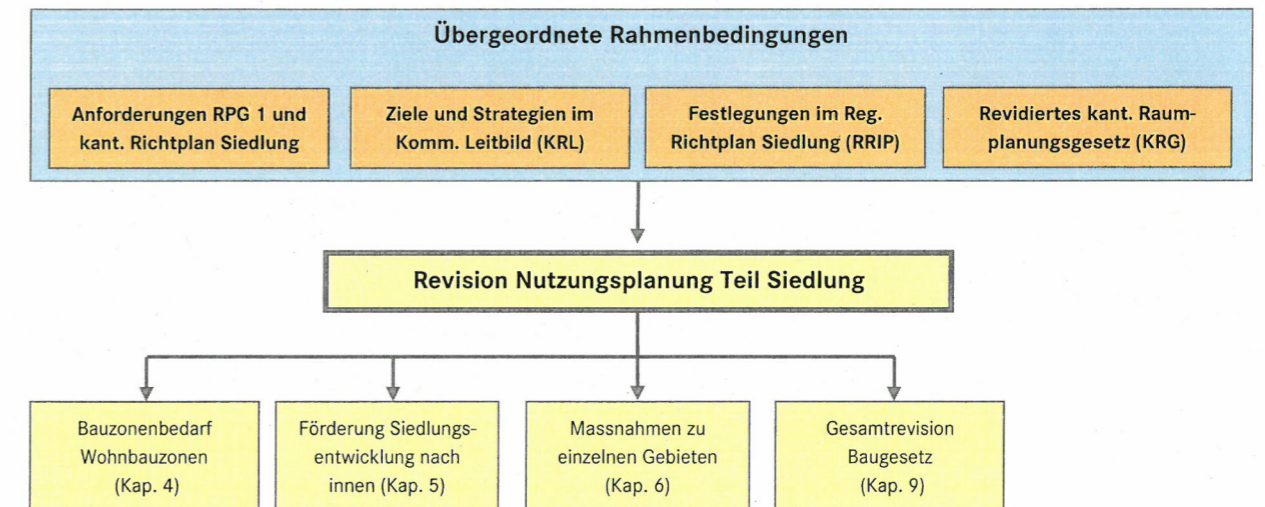 Übergeordnete Rahmenbedingungen
Anforderungen RPG 1 und
kant. Richtplan Siedlung
Ziele und Strategien im
Komm. Leitbild (KRL)
Festlegungen im Reg.
Richtplan Siedlung (RRIP)
Revidiertes kant. Raum-
planungsgesetz (KRG)
Revision Nutzungsplanung Teil Siedlung
Bauzonenbedarf
Wohnbauzonen
(Kap. 4)
Förderung Siedlungs-
entwicklung nach
innen (Kap. 5)
Massnahmen zu
einzelnen Gebieten
(Kap. 6)
Gesamtrevision
Baugesetz
(Kap. 9)